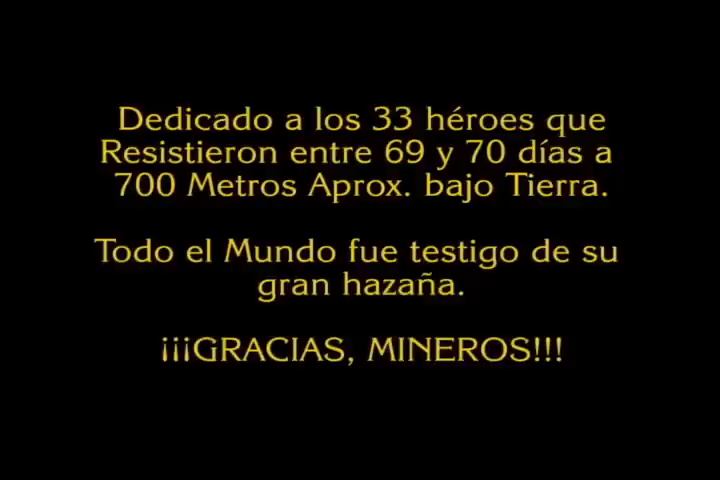 Dedicado a los 33 héroes que
Resistieron entre 69 y 70 días a
700 Metros Aprox. bajo Tierra.
Todo el Mundo fue testigo de su
gran hazaña.
¡¡¡GRACIAS, MINEROS!!!